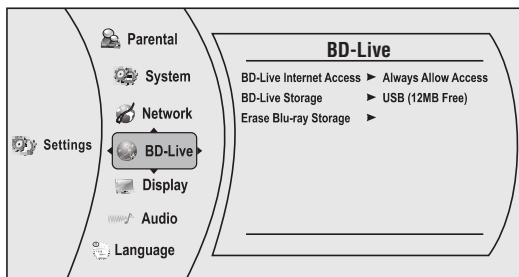 Settings
Parental
System
Network
BD-Live
Display
Audio
Language
BD-Live
BD-Live Internet Access ► Always Allow Access
BD-Live Storage ► USB (12MB Free)
Erase Blu-ray Storage ►